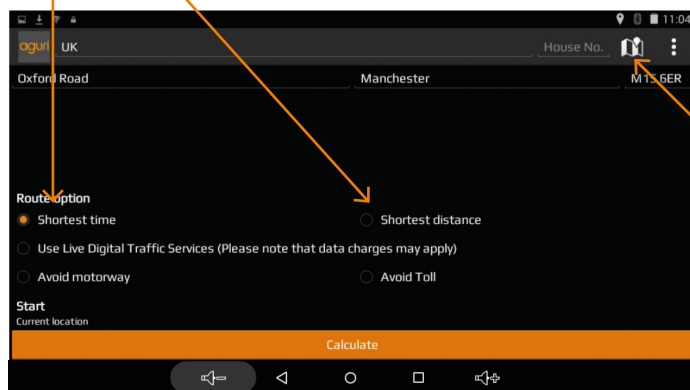 11:04
aguri UK House No.
Oxford Road Manchester M15 6ER
Route option
Shortest time Shortest distance
Use Live Digital Traffic Services (Please note that data charges may apply)
Avoid motorway Avoid Toll
Start
Current location
Calculate